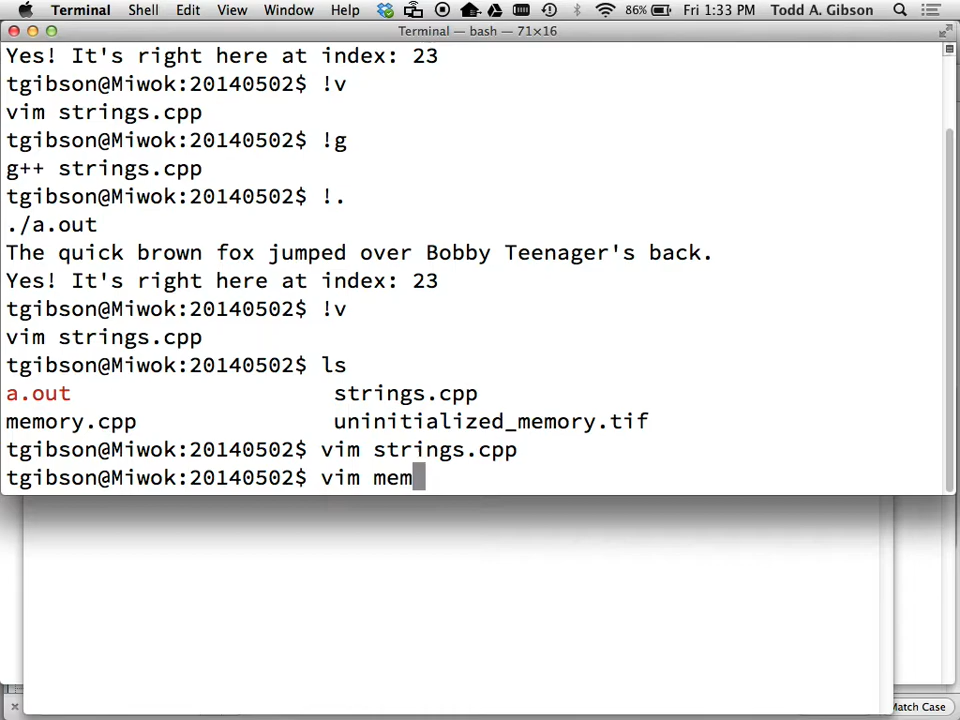 Terminal Shell Edit View Window Help 86% Fri 1:33 PM Todd A. Gibson
Terminal — bash — 71×16
Yes! It's right here at index: 23
tgibson@Miwok:20140502$ !v
vim strings.cpp
tgibson@Miwok:20140502$ !g
g++ strings.cpp
tgibson@Miwok:20140502$ !.
./a.out
The quick brown fox jumped over Bobby Teenager's back.
Yes! It's right here at index: 23
tgibson@Miwok:20140502$ !v
vim strings.cpp
tgibson@Miwok:20140502$ ls
a.out strings.cpp
memory.cpp uninitialized_memory.tif
tgibson@Miwok:20140502$ vim strings.cpp
tgibson@Miwok:20140502$ vim mem
Match Case